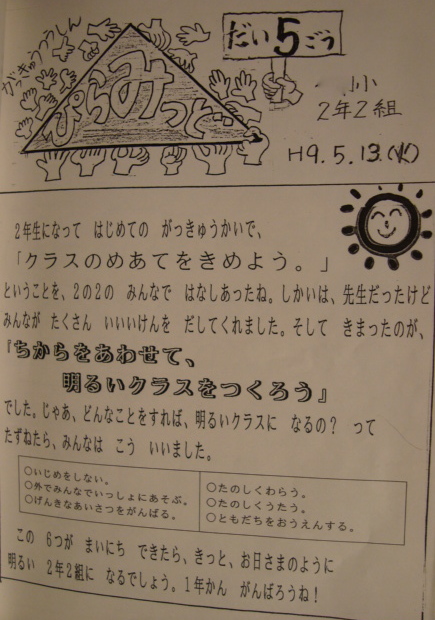 がっきゅうつうしん
ぴらみっど
だい5ごう
小
2年2組
H9.5.13.(水)
2年生になって はじめての がっきゅうかいで、
「クラスのめあてをきめよう。」
ということを、2の2の みんなで はなしあったね。しかいは、先生だったけど
みんなが たくさん いいいけんを だしてくれました。そして きまったのが、
『ちからをあわせて、
明るいクラスをつくろう』
でした。じゃあ、どんなことをすれば、明るいクラスに なるの？ って
たずねたら、みんなは こう いいました。
○いじめをしない。
○外でみんなでいっしょにあそぶ。
○げんきなあいさつをがんばる。
○たのしくわらう。
○たのしくうたう。
○ともだちをおうえんする。
この 6つが まいにち できたら、きっと、お日さまのように
明るい 2年2組に なるでしょう。1年かん がんばろうね！